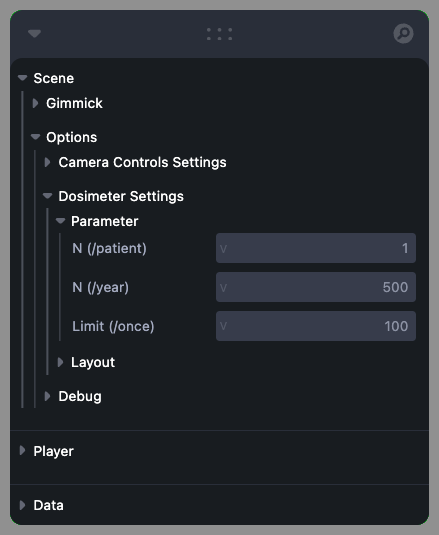 Scene
Gimmick
Options
Camera Controls Settings
Dosimeter Settings
Parameter
N (/patient) v 1
N (/year) v 500
Limit (/once) v 100
Layout
Debug
Player
Data